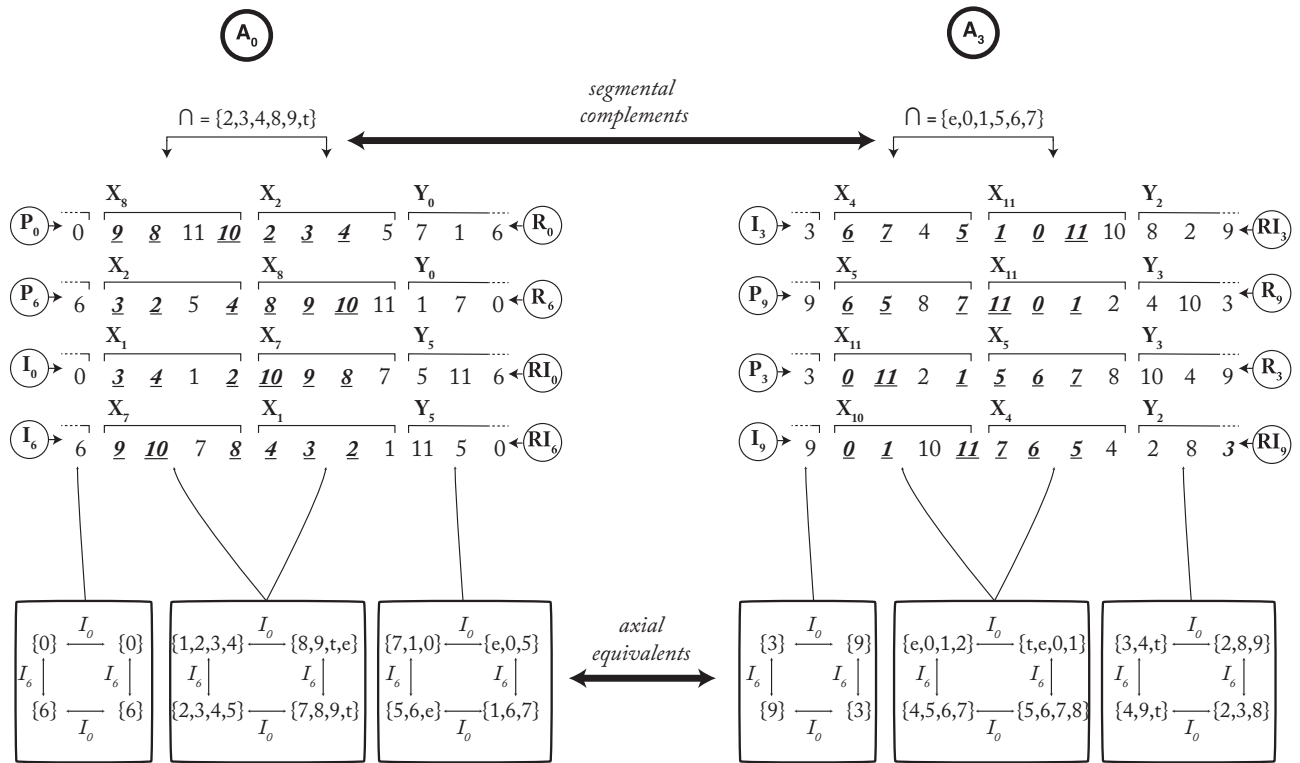 A₀ A₃
segmental
complements
∩ = {2,3,4,8,9,t} ∩ = {e,0,1,5,6,7}
X₈ X₂ Y₀ X₄ X₁₁ Y₂
P₀ 0 9 8 11 10 2 3 4 5 7 1 6 R₀ I₃ 3 6 7 4 5 1 0 11 10 8 2 9 RI₃
X₂ X₈ Y₀ X₅ X₁₁ Y₃
P₆ 6 3 2 5 4 8 9 10 11 1 7 0 R₆ P₉ 9 6 5 8 7 11 0 1 2 4 10 3 R₉
X₁ X₇ Y₅ X₁₁ X₅ Y₃
I₀ 0 3 4 1 2 10 9 8 7 5 11 6 RI₀ P₃ 3 0 11 2 1 5 6 7 8 10 4 9 R₃
X₇ X₁ Y₅ X₁₀ X₄ Y₂
I₆ 6 9 10 7 8 4 3 2 1 11 5 0 RI₆ I₉ 9 0 1 10 11 7 6 5 4 2 8 3 RI₉
axial
equivalents
I₀ I₀ I₀ I₀ I₀ I₀
{0} {0} {1,2,3,4} {8,9,t,e} {7,1,0} {e,0,5} {3} {9} {e,0,1,2} {t,e,0,1} {3,4,t} {2,8,9}
I₆ I₆ I₆ I₆ I₆ I₆ I₆ I₆ I₆ I₆ I₆ I₆
{6} {6} {2,3,4,5} {7,8,9,t} {5,6,e} {1,6,7} {9} {3} {4,5,6,7} {5,6,7,8} {4,9,t} {2,3,8}
I₀ I₀ I₀ I₀ I₀ I₀